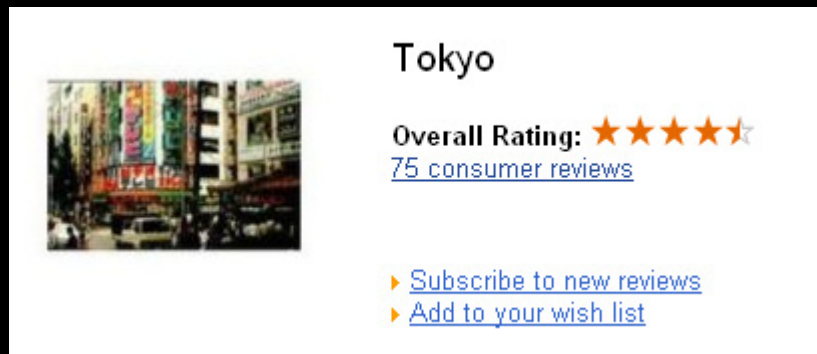 Tokyo
Overall Rating:
75 consumer reviews
Subscribe to new reviews
Add to your wish list